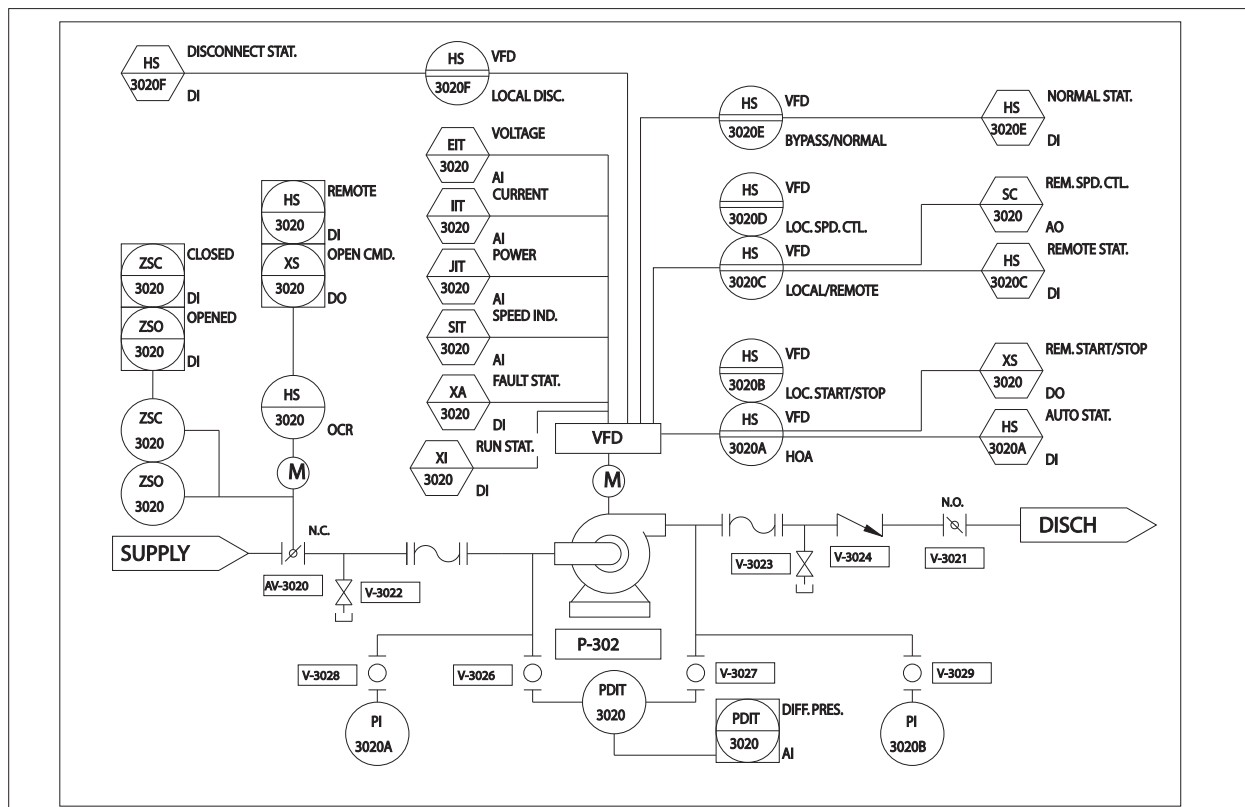 HS
3020F
DISCONNECT STAT.
DI
HS
3020F
VFD
LOCAL DISC.
HS
3020E
VFD
BYPASS/NORMAL
HS
3020E
NORMAL STAT.
DI
EIT
3020
VOLTAGE
AI
IIT
3020
CURRENT
AI
JIT
3020
POWER
AI
SIT
3020
SPEED IND.
AI
XA
3020
FAULT STAT.
DI
XI
3020
RUN STAT.
DI
HS
3020
REMOTE
DI
XS
3020
OPEN CMD.
DO
ZSC
3020
CLOSED
DI
ZSO
3020
OPENED
DI
ZSC
3020
ZSO
3020
HS
3020
OCR
M
HS
3020D
VFD
LOC. SPD. CTL.
HS
3020C
VFD
LOCAL/REMOTE
SC
3020
REM. SPD. CTL.
AO
HS
3020C
REMOTE STAT.
DI
HS
3020B
VFD
LOC. START/STOP
HS
3020A
VFD
HOA
XS
3020
REM. START/STOP
DO
HS
3020A
AUTO STAT.
DI
VFD
M
SUPPLY
N.C.
AV-3020
V-3022
V-3023
V-3024
N.O.
V-3021
DISCH
P-302
V-3028
V-3026
V-3027
V-3029
PI
3020A
PDIT
3020
PDIT
3020
DIFF. PRES.
AI
PI
3020B